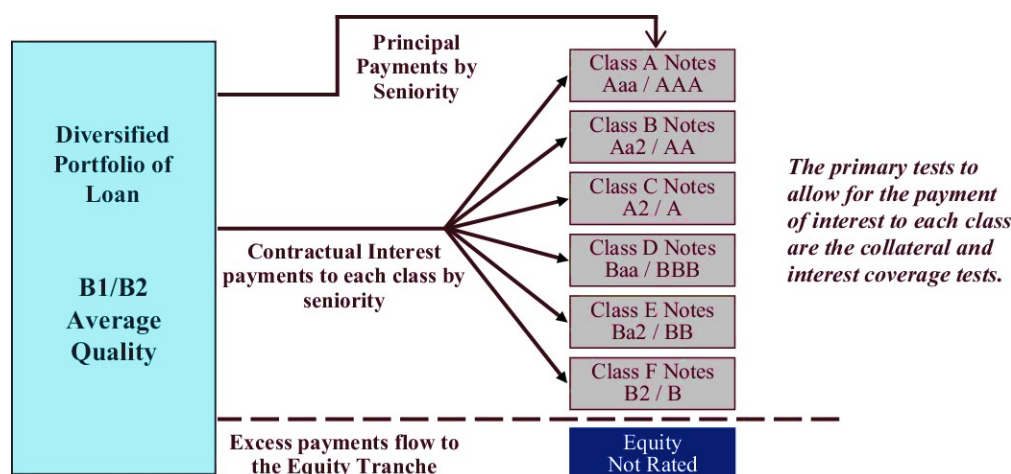 Diversified
Portfolio of
Loan
B1/B2
Average
Quality
Principal
Payments by
Seniority
Contractual Interest
payments to each class by
seniority
Class A Notes
Aaa / AAA
Class B Notes
Aa2 / AA
Class C Notes
A2 / A
Class D Notes
Baa / BBB
Class E Notes
Ba2 / BB
Class F Notes
B2 / B
The primary tests to
allow for the payment
of interest to each class
are the collateral and
interest coverage tests.
Excess payments flow to
the Equity Tranche
Equity
Not Rated